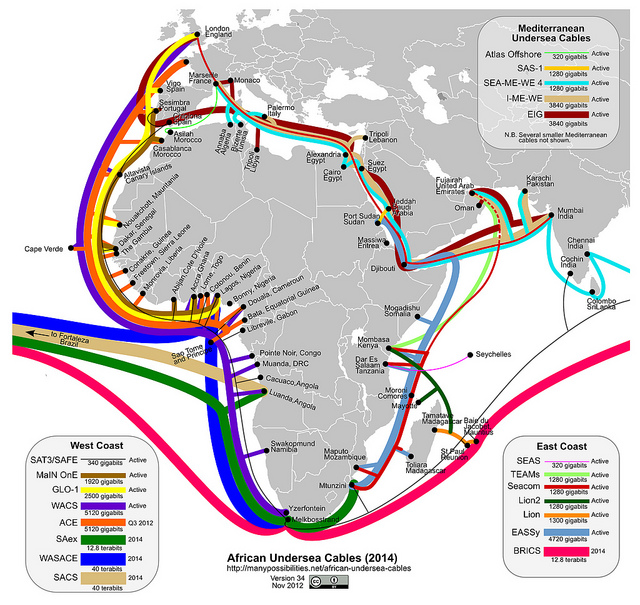 London
England
Mediterranean
Undersea Cables
Atlas Offshore
320 gigabits
Active
SAS-1
1280 gigabits
Active
SEA-ME-WE 4
1280 gigabits
Active
I-ME-WE
3840 gigabits
Active
EIG
3840 gigabits
Active
N.B. Several smaller Mediterranean
cables not shown.
Marseille
France
Monaco
Vigo
Spain
Sesimbra
Portugal
Spain
Palermo
Italy
Asilah
Morocco
Casablanca
Morocco
Annaba
Algeria
Bizerte
Tunisia
Tripoli
Libya
Tripoli
Lebanon
Alexandria
Egypt
Cairo
Egypt
Suez
Egypt
Altavista
Canary Islands
Fujairah
United Arab
Emirates
Oman
Karachi
Pakistan
Mumbai
India
Jeddah
Saudi
Arabia
Port Sudan
Sudan
Massiwa
Eritrea
Djibouti
Chennai
India
Cochin
India
Colombo
SriLanka
Nouakchott, Mauritania
Dakar, Senegal
The Gambia
Cape Verde
Conakrie, Guinea
Freetown, Sierra Leone
Monrovia, Liberia
Abijan,Cote D'Ivoire
Accra,Ghana
Lome, Togo
Cotonou, Benin
Lagos, Nigeria
Bonny, Nigeria
Douala, Cameroun
Bata, Equatorial Guinea
Libreville, Gabon
Sao Tome
and Principe
to Fortaleza
Brazil
Mogadishu
Somalia
Mombasa
Kenya
Dar Es
Salaam
Tanzania
Seychelles
Pointe Noir, Congo
Muanda, DRC
Cacuaco,Angola
Luanda,Angola
Moroni
Comores
Mayotte
Tamatave
Madagascar
Baie du
Jacobet
Mauritius
St Paul
Reunion
Toliara
Madagascar
Swakopmund
Namibia
Maputo
Mozambique
Mtunzini
Yzerfontein
Melkbosstrand
West Coast
SAT3/SAFE
340 gigabits
Active
MaIN OnE
1920 gigabits
Active
GLO-1
2500 gigabits
Active
WACS
5120 gigabits
Active
ACE
5120 gigabits
Q3 2012
SAex
12.8 terabits
2014
WASACE
40 terabits
2014
SACS
40 terabits
2014
East Coast
SEAS
320 gigabits
Active
TEAMs
1280 gigabits
Active
Seacom
1280 gigabits
Active
Lion2
1280 gigabits
Active
Lion
1300 gigabits
Active
EASSy
4720 gigabits
Active
BRICS
12.8 terabits
2014
African Undersea Cables (2014)
http://manypossibilities.net/african-undersea-cables
Version 34
Nov 2012